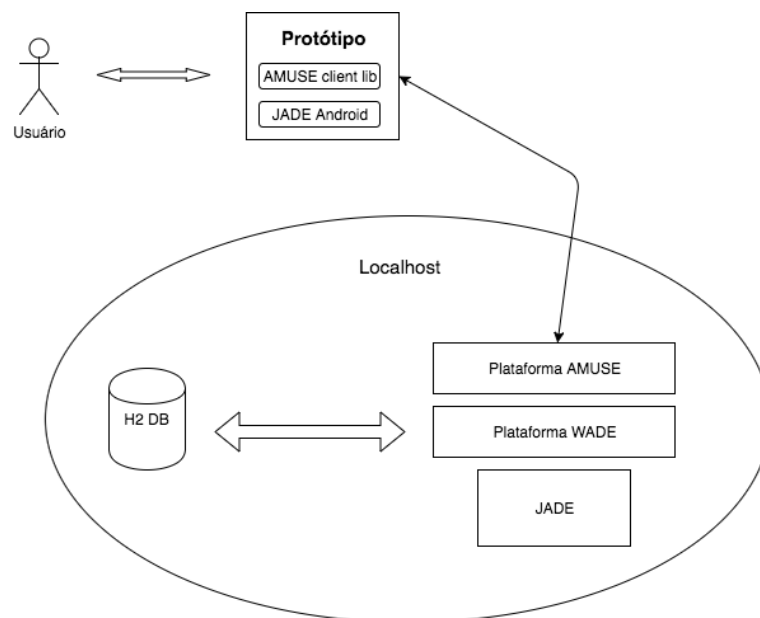 Protótipo
AMUSE client lib
JADE Android
Usuário
Localhost
Plataforma AMUSE
H2 DB
Plataforma WADE
JADE